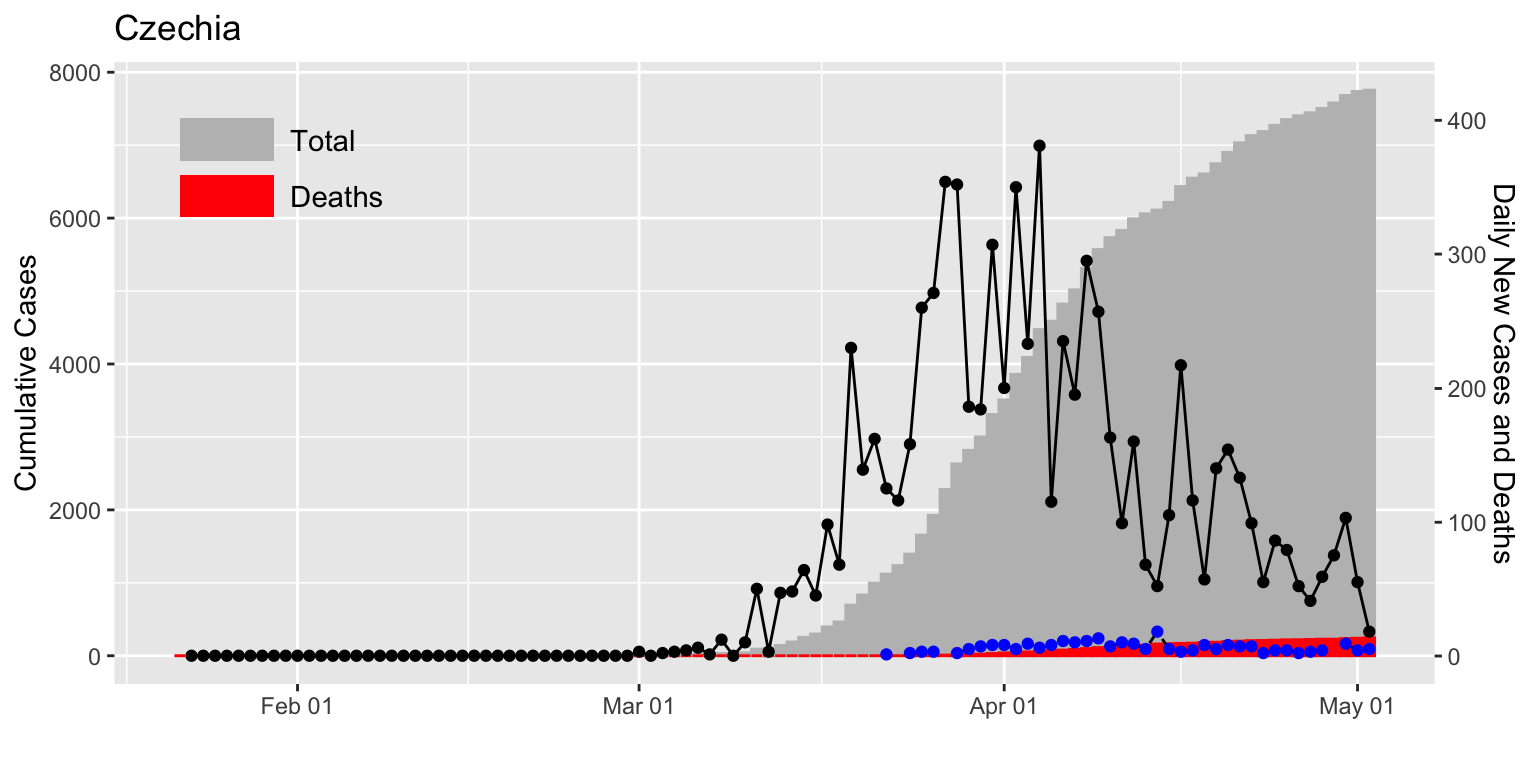 Czechia
Cumulative Cases
8000
6000
4000
2000
0
Total
Deaths
400
300
200
100
0
Daily New Cases and Deaths
Feb 01
Mar 01
Apr 01
May 01